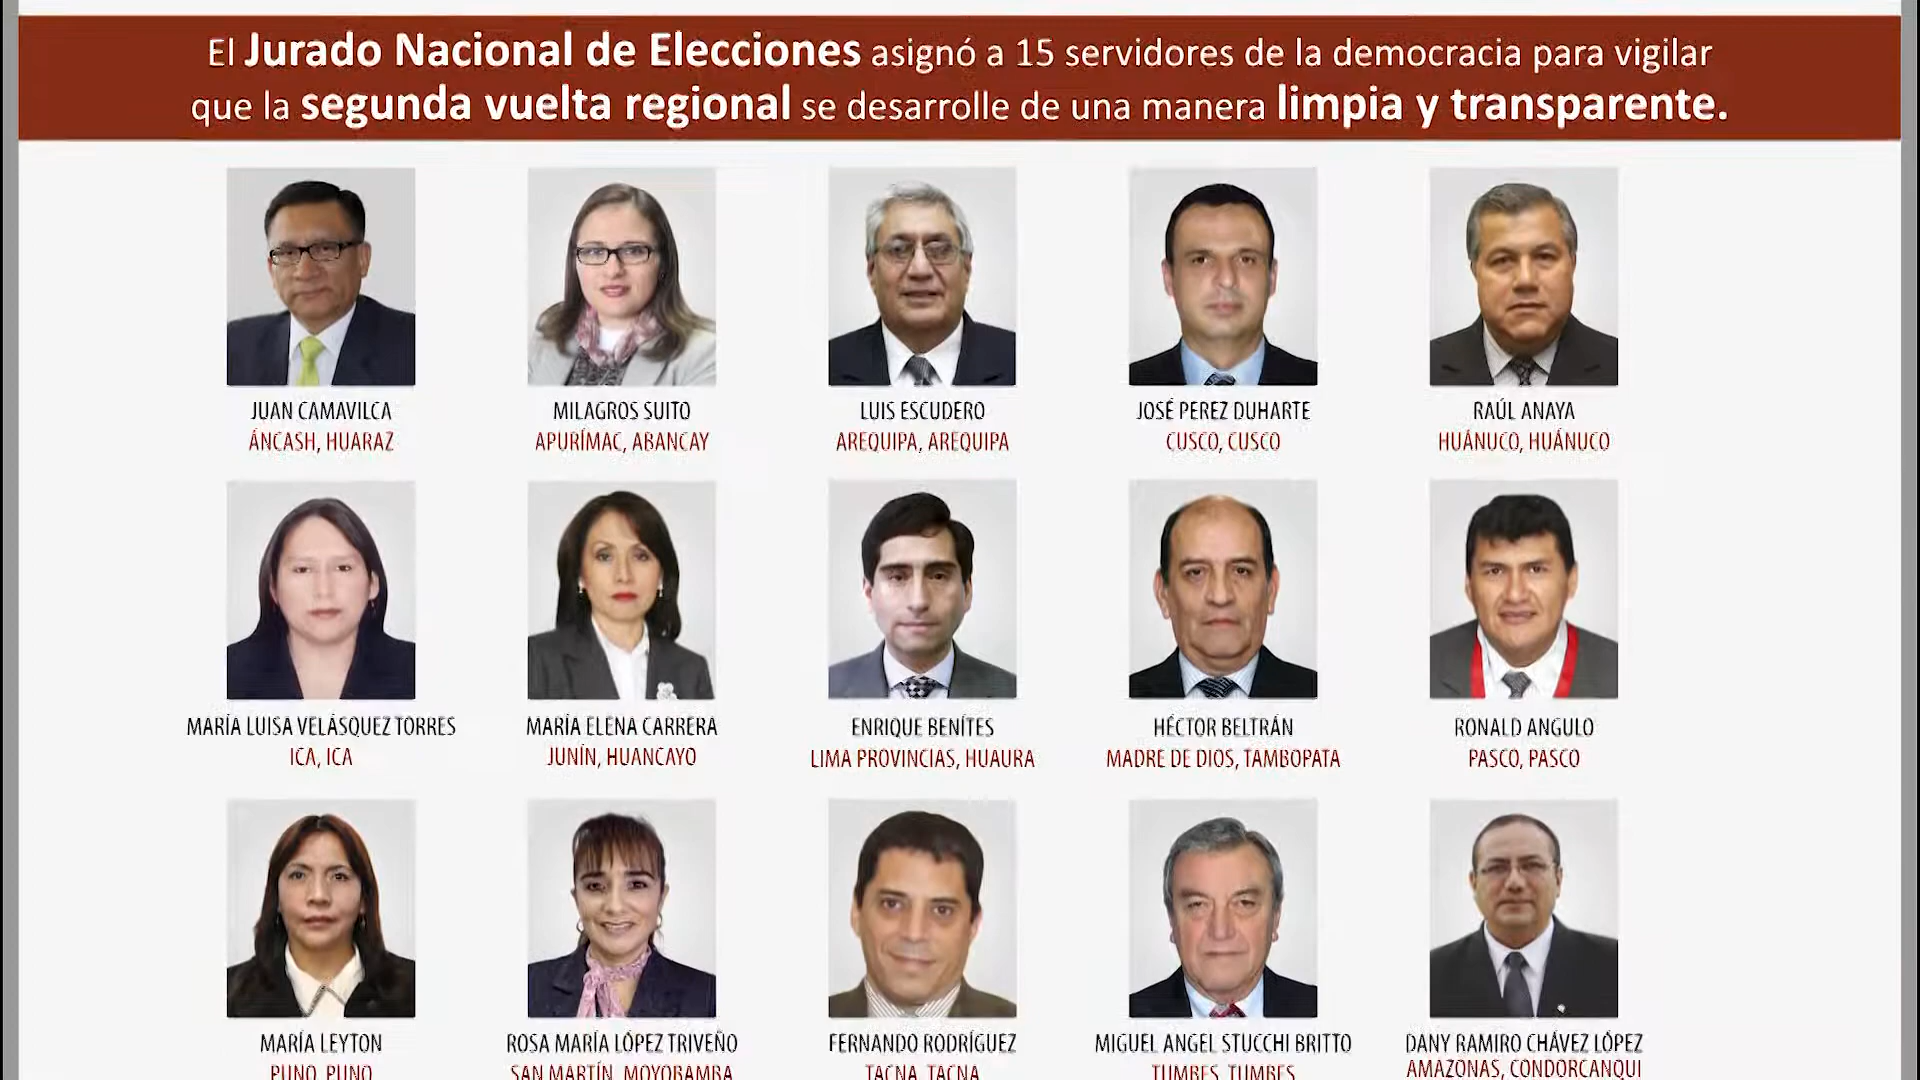 El Jurado Nacional de Elecciones asignó a 15 servidores de la democracia para vigilar
que la segunda vuelta regional se desarrolle de una manera limpia y transparente.
JUAN CAMAVILCA
ÁNCASH, HUARAZ
MILAGROS SUITO
APURÍMAC, ABANCAY
LUIS ESCUDERO
AREQUIPA, AREQUIPA
JOSÉ PEREZ DUHARTE
CUSCO, CUSCO
RAÚL ANAYA
HUÁNUCO, HUÁNUCO
MARÍA LUISA VELÁSQUEZ TORRES
ICA, ICA
MARÍA ELENA CARRERA
JUNÍN, HUANCAYO
ENRIQUE BENÍTES
LIMA PROVINCIAS, HUAURA
HÉCTOR BELTRÁN
MADRE DE DIOS, TAMBOPATA
RONALD ANGULO
PASCO, PASCO
MARÍA LEYTON
PUNO, PUNO
ROSA MARÍA LÓPEZ TRIVEÑO
SAN MARTÍN, MOYOBAMBA
FERNANDO RODRÍGUEZ
TACNA, TACNA
MIGUEL ANGEL STUCCHI BRITTO
TUMBES, TUMBES
DANY RAMIRO CHÁVEZ LÓPEZ
AMAZONAS, CONDORCANQUI